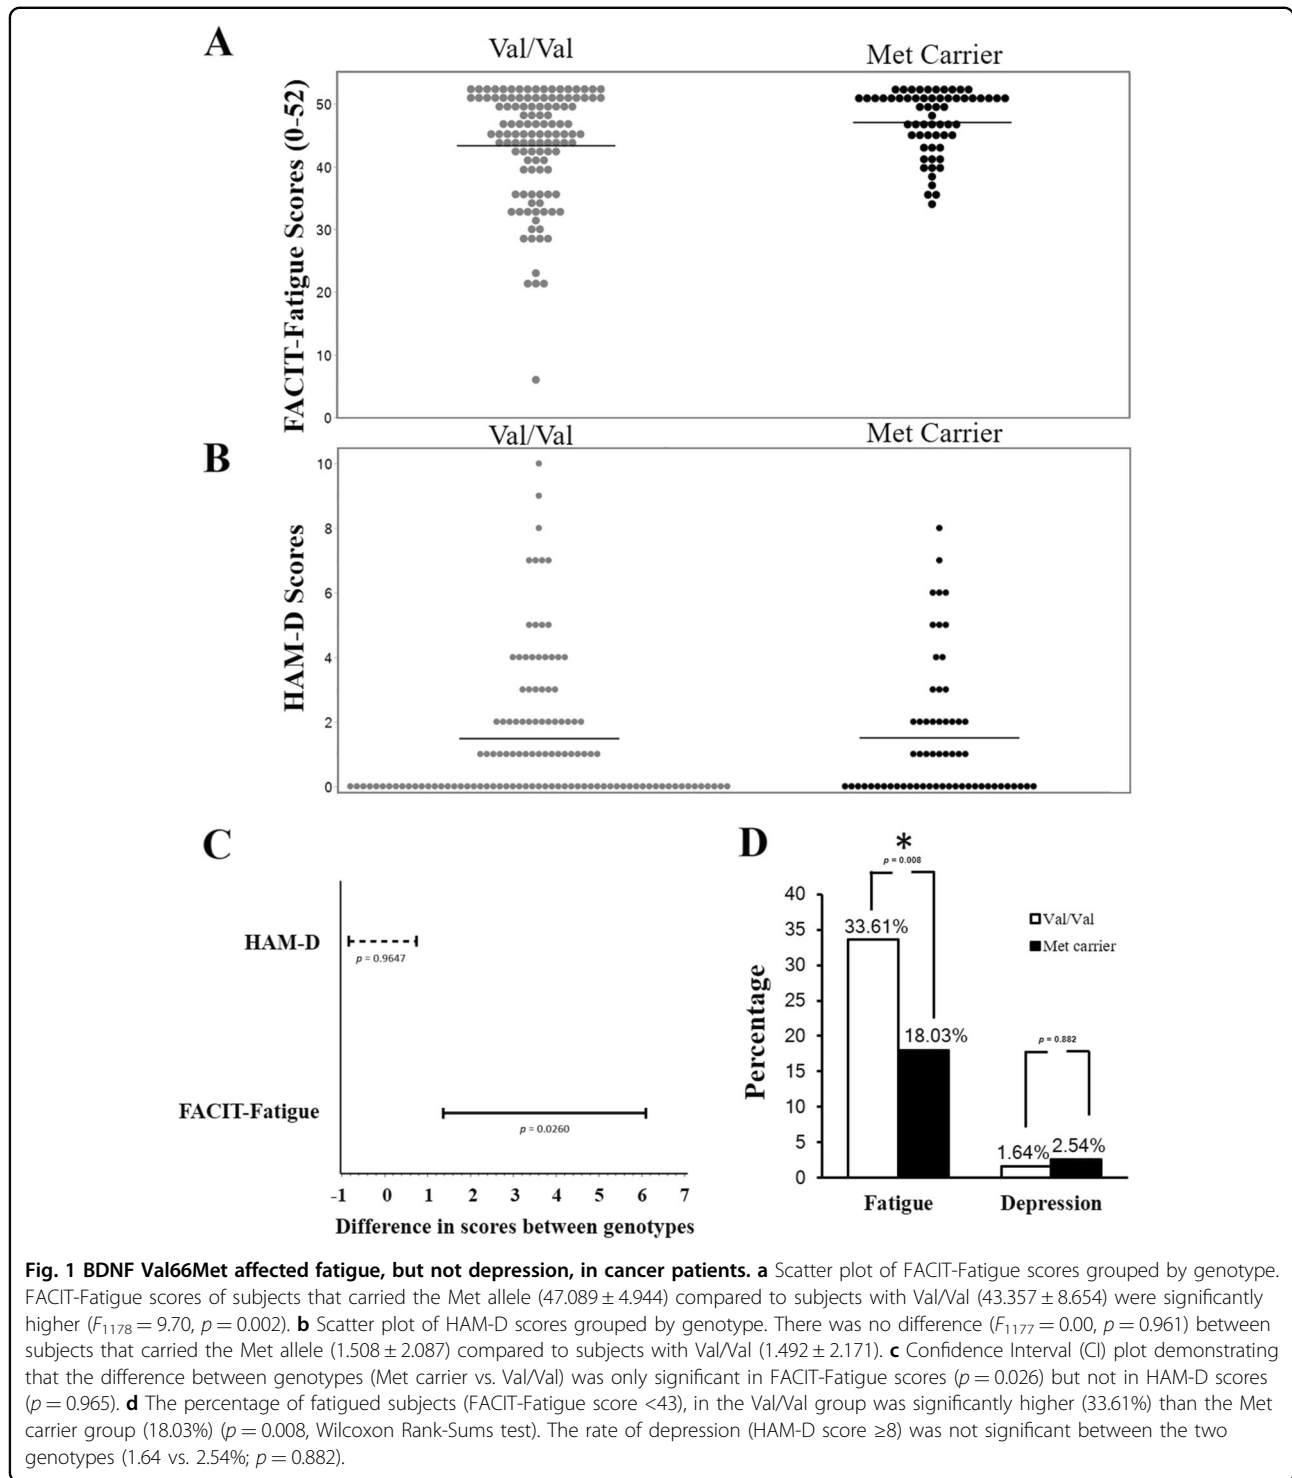 A
Val/Val
Met Carrier
FACIT-Fatigue Scores (0-52)
50
40
30
20
10
0
B
Val/Val
Met Carrier
HAM-D Scores
10
8
6
4
2
0
C
HAM-D
p = 0.9647
FACIT-Fatigue
p = 0.0260
-1 0 1 2 3 4 5 6 7
Difference in scores between genotypes
D
*
p = 0.008
Percentage
40
35
30
25
20
15
10
5
0
33.61%
18.03%
Val/Val
Met carrier
p = 0.882
1.64%
2.54%
Fatigue
Depression
Fig. 1 BDNF Val66Met affected fatigue, but not depression, in cancer patients. a Scatter plot of FACIT-Fatigue scores grouped by genotype.
FACIT-Fatigue scores of subjects that carried the Met allele (47.089 ± 4.944) compared to subjects with Val/Val (43.357 ± 8.654) were significantly
higher (F1178 = 9.70, p = 0.002). b Scatter plot of HAM-D scores grouped by genotype. There was no difference (F1177 = 0.00, p = 0.961) between
subjects that carried the Met allele (1.508 ± 2.087) compared to subjects with Val/Val (1.492 ± 2.171). c Confidence Interval (CI) plot demonstrating
that the difference between genotypes (Met carrier vs. Val/Val) was only significant in FACIT-Fatigue scores (p = 0.026) but not in HAM-D scores
(p = 0.965). d The percentage of fatigued subjects (FACIT-Fatigue score <43), in the Val/Val group was significantly higher (33.61%) than the Met
carrier group (18.03%) (p = 0.008, Wilcoxon Rank-Sums test). The rate of depression (HAM-D score ≥8) was not significant between the two
genotypes (1.64 vs. 2.54%; p = 0.882).